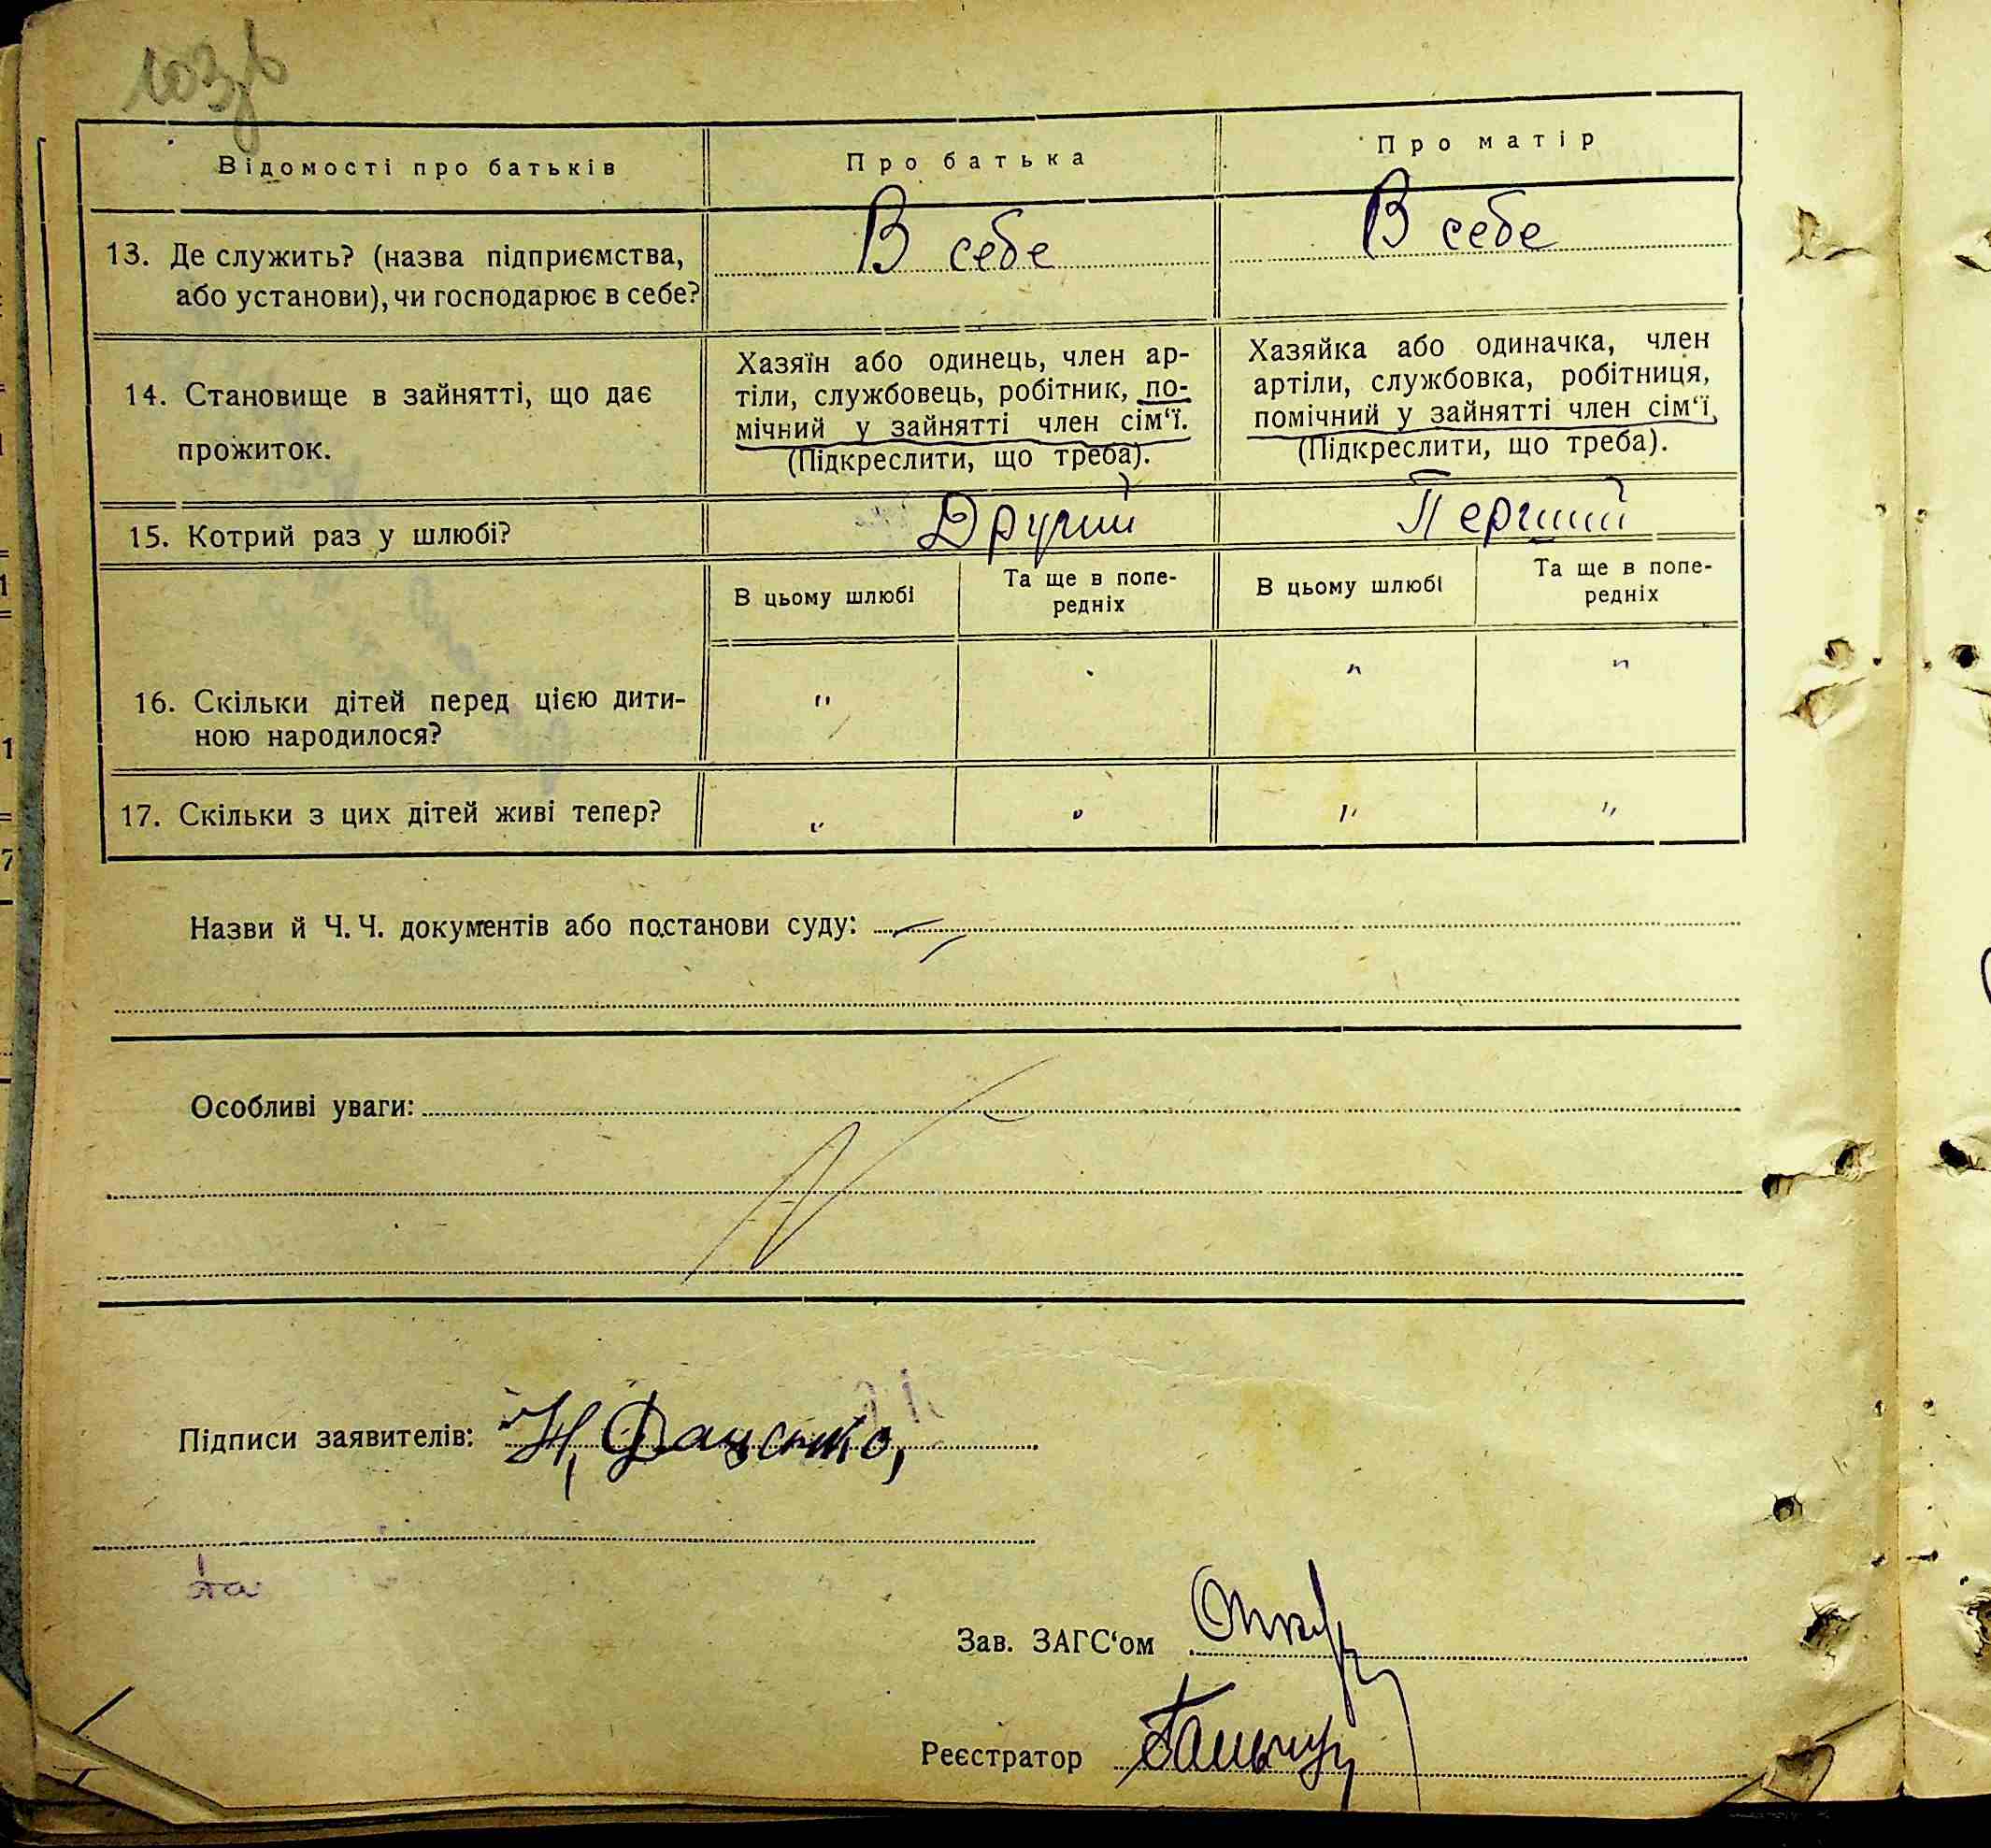 103в
Відомості про батьків
Про батька
Про матір
13. Де служить? (назва підприємства,
або установи), чи господарює в себе?
В себе
В себе
14. Становище в зайнятті, що дає
прожиток.
Хазяїн або одинець, член ар-
тіли, службовець, робітник, по-
мічний у зайнятті член сім‘ї.
(Підкреслити, що треба).
Хазяйка або одиначка, член
артіли, службовка, робітниця,
помічний у зайнятті член сім‘ї,
(Підкреслити, що треба).
15. Котрий раз у шлюбі?
Другий
Перший
В цьому шлюбі
Та ще в попе-
редніх
В цьому шлюбі
Та ще в попе-
редніх
16. Скільки дітей перед цією дити-
ною народилося?
"
"
"
17. Скільки з цих дітей живі тепер?
"
"
"
"
Назви й Ч. Ч. документів або постанови суду:
Особливі уваги:
Підписи заявителів:
та
Зав. ЗАГС‘ом
Реєстратор